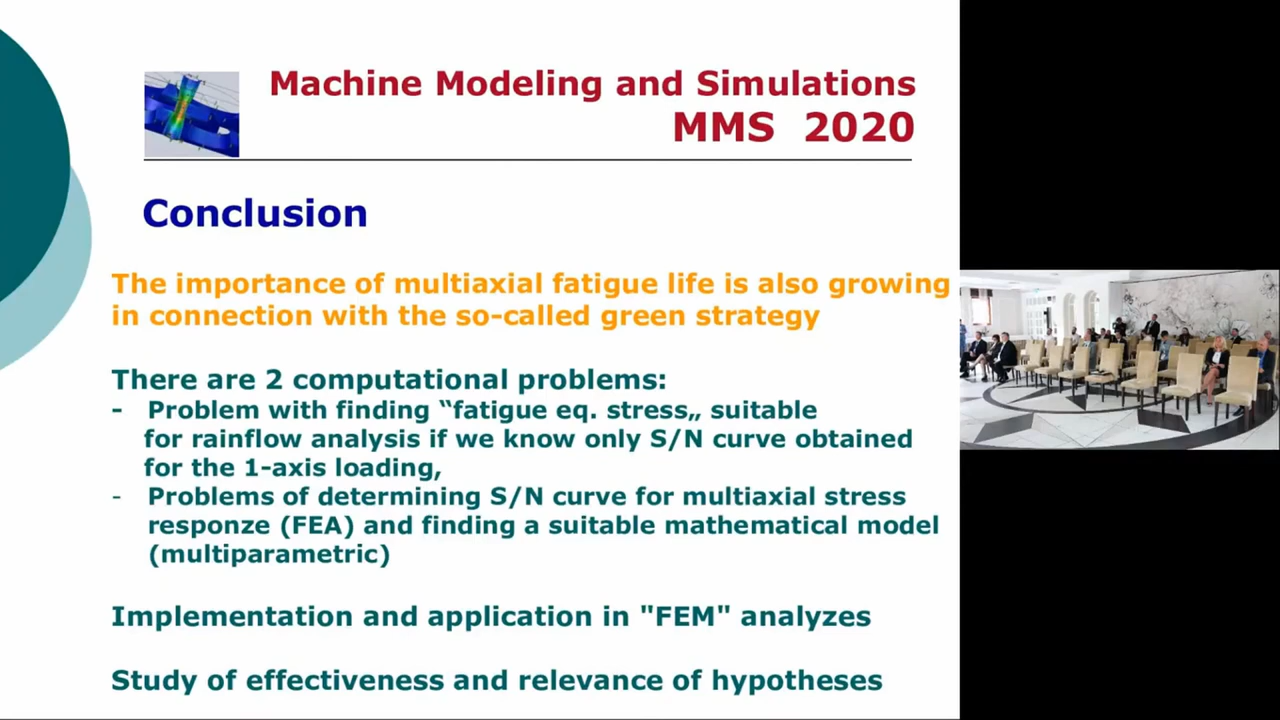 Machine Modeling and Simulations
MMS 2020
Conclusion
The importance of multiaxial fatigue life is also growing
in connection with the so-called green strategy
There are 2 computational problems:
- Problem with finding “fatigue eq. stress„ suitable
for rainflow analysis if we know only S/N curve obtained
for the 1-axis loading,
- Problems of determining S/N curve for multiaxial stress
responze (FEA) and finding a suitable mathematical model
(multiparametric)
Implementation and application in "FEM" analyzes
Study of effectiveness and relevance of hypotheses